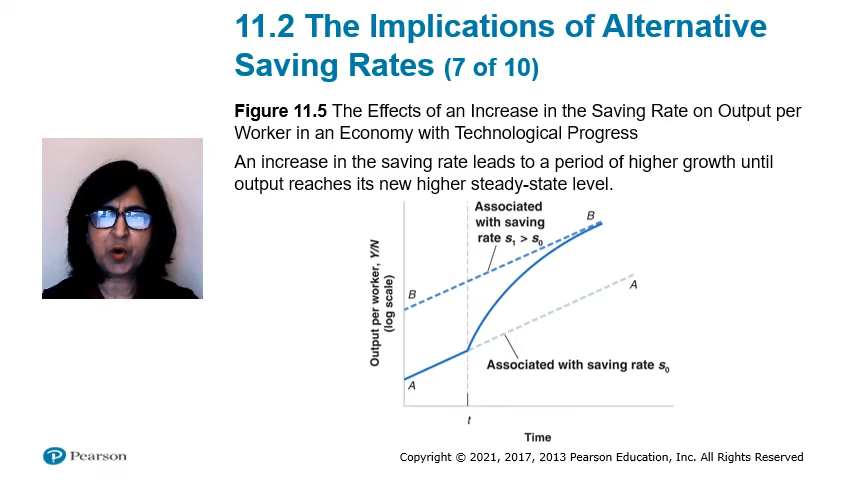 11.2 The Implications of Alternative
Saving Rates (7 of 10)
Figure 11.5 The Effects of an Increase in the Saving Rate on Output per
Worker in an Economy with Technological Progress
An increase in the saving rate leads to a period of higher growth until
output reaches its new higher steady-state level.
Associated
with saving
rate s₁ > s₀
B
B
A
A
Output per worker, Y/N
(log scale)
Associated with saving rate s₀
t
Time
Pearson
Copyright © 2021, 2017, 2013 Pearson Education, Inc. All Rights Reserved